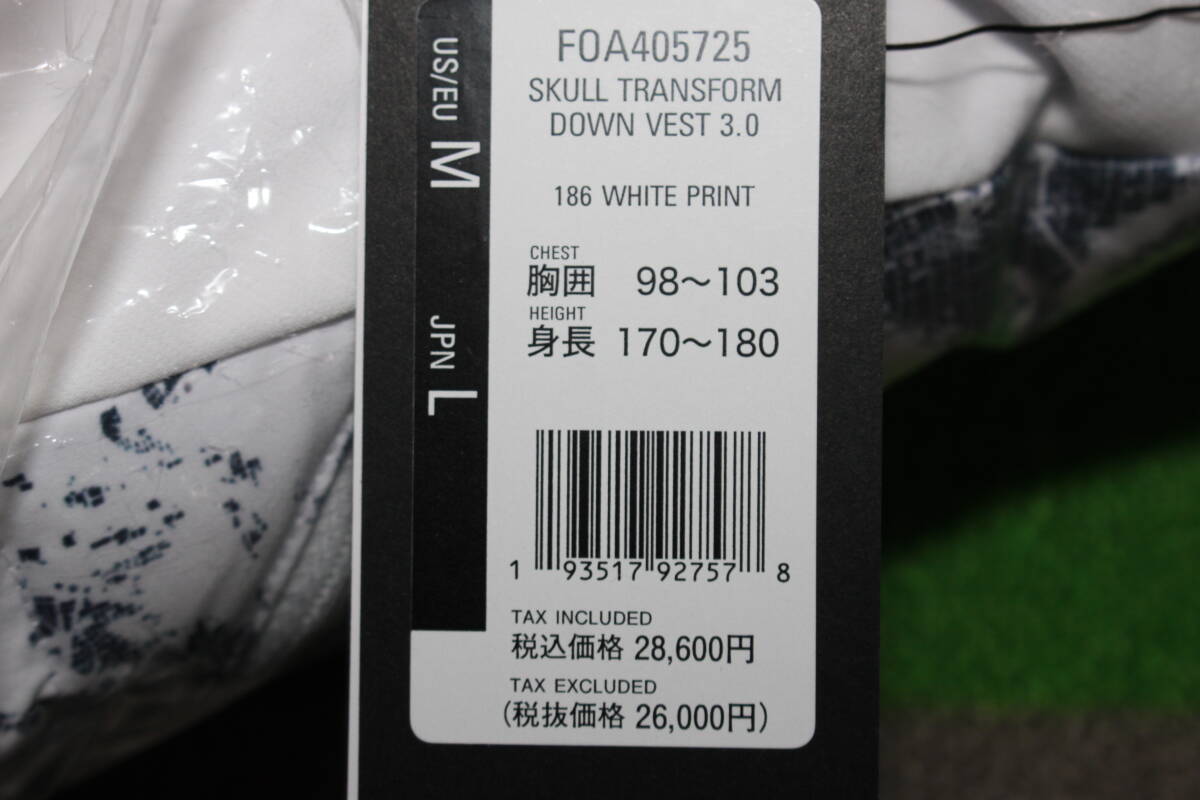 US/EU M
JPN L
FOA405725
SKULL TRANSFORM
DOWN VEST 3.0
186 WHITE PRINT
CHEST
胸囲 98〜103
HEIGHT
身長 170〜180
1 93517 92757 8
TAX INCLUDED
税込価格 28,600円
TAX EXCLUDED
(税抜価格 26,000円)